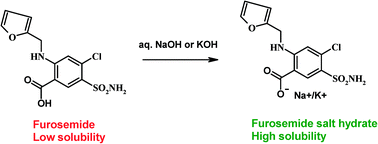 O
HN
Cl
O
OH
SO2NH2
Furosemide
Low solubility
aq. NaOH or KOH
O
HN
Cl
O
O-
SO2NH2
Na+/K+
Furosemide salt hydrate
High solubility